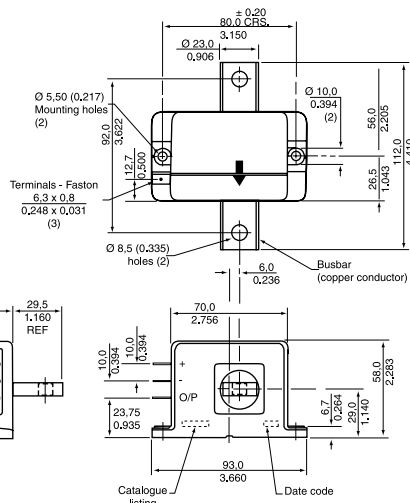 ± 0.20
80,0 CRS.
3.150
Ø 23,0
0.906
Ø 5,50 (0.217)
Mounting holes
(2)
92,0
3.622
Ø 10,0
0.394
(2)
56,0
2.205
112,0
12,7
0.500
26,5
1.043
Terminals - Faston
6,3 x 0,8
0.248 x 0.031
(3)
Ø 8,5 (0.335)
holes (2)
6,0
0.236
Busbar
(copper conductor)
29,5
1.160
REF
70,0
2.756
10,0
0.394
10,0
0.394
+
-
O/P
23,75
0.935
58,0
2.283
6,7
0.264
29,0
1.140
93,0
3.660
Catalogue
Date code